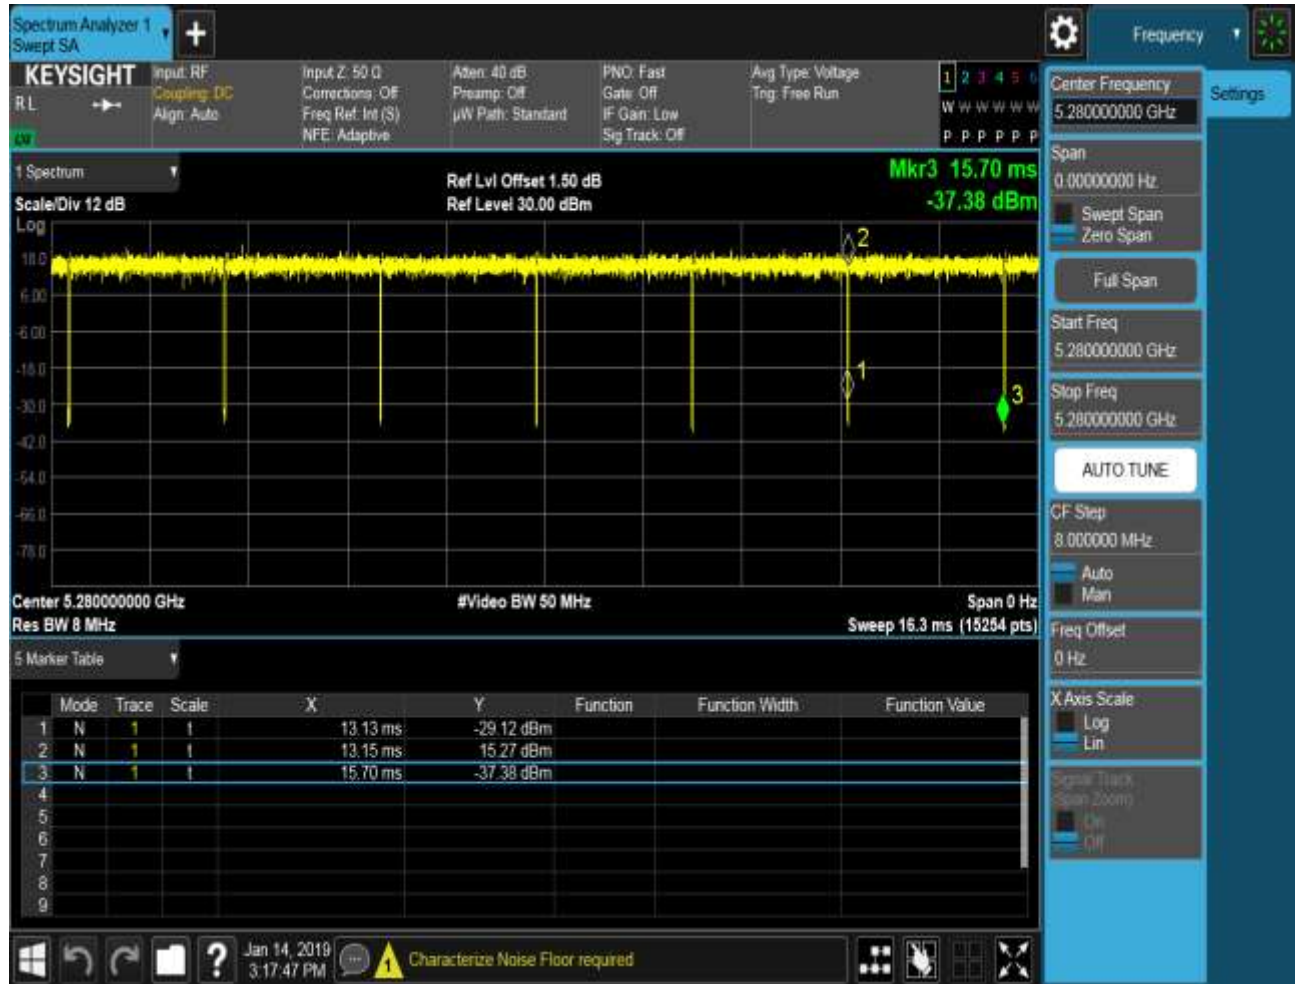 Spectrum Analyzer 1
Swept SA
Frequency
KEYSIGHT
R L
Input: RF
Coupling: DC
Align: Auto
Input Z: 50 Ω
Corrections: Off
Freq Ref: Int (S)
NFE: Adaptive
Atten: 40 dB
Preamp: Off
µW Path: Standard
PNO: Fast
Gate: Off
IF Gain: Low
Sig Track: Off
Avg Type: Voltage
Trig: Free Run
1 2 3 4 5 6
W W W W W W
P P P P P P
1 Spectrum
Scale/Div 12 dB
Log
Ref Lvl Offset 1.50 dB
Ref Level 30.00 dBm
Mkr3 15.70 ms
-37.38 dBm
18.0
6.00
-6.00
-18.0
-30.0
-42.0
-54.0
-66.0
-78.0
2
1
3
Center 5.280000000 GHz
#Video BW 50 MHz
Span 0 Hz
Res BW 8 MHz
Sweep 16.3 ms (15254 pts)
5 Marker Table
Mode Trace Scale X Y Function Function Width Function Value
1 N 1 t 13.13 ms -29.12 dBm
2 N 1 t 13.15 ms 15.27 dBm
3 N 1 t 15.70 ms -37.38 dBm
4
5
6
7
8
9
Jan 14, 2019
3:17:47 PM
Characterize Noise Floor required
Settings
Center Frequency
5.280000000 GHz
Span
0.00000000 Hz
Swept Span
Zero Span
Full Span
Start Freq
5.280000000 GHz
Stop Freq
5.280000000 GHz
AUTO TUNE
CF Step
8.000000 MHz
Auto
Man
Freq Offset
0 Hz
X Axis Scale
Log
Lin
Signal Track
(Span Zoom)
On
Off